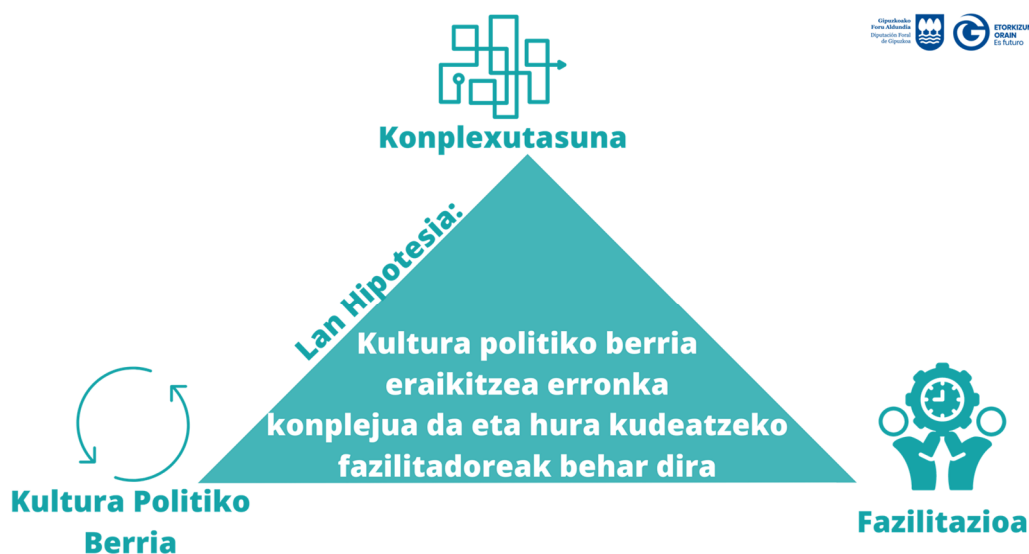 Gipuzkoako
Foru Aldundia
Diputación Foral
de Gipuzkoa
ETORKIZUN
ORAIN
Es futuro
Konplexutasuna
Lan Hipotesia:
Kultura politiko berria
eraikitzea erronka
konplejua da eta hura kudeatzeko
fazilitadoreak behar dira
Kultura Politiko
Berria
Fazilitazioa